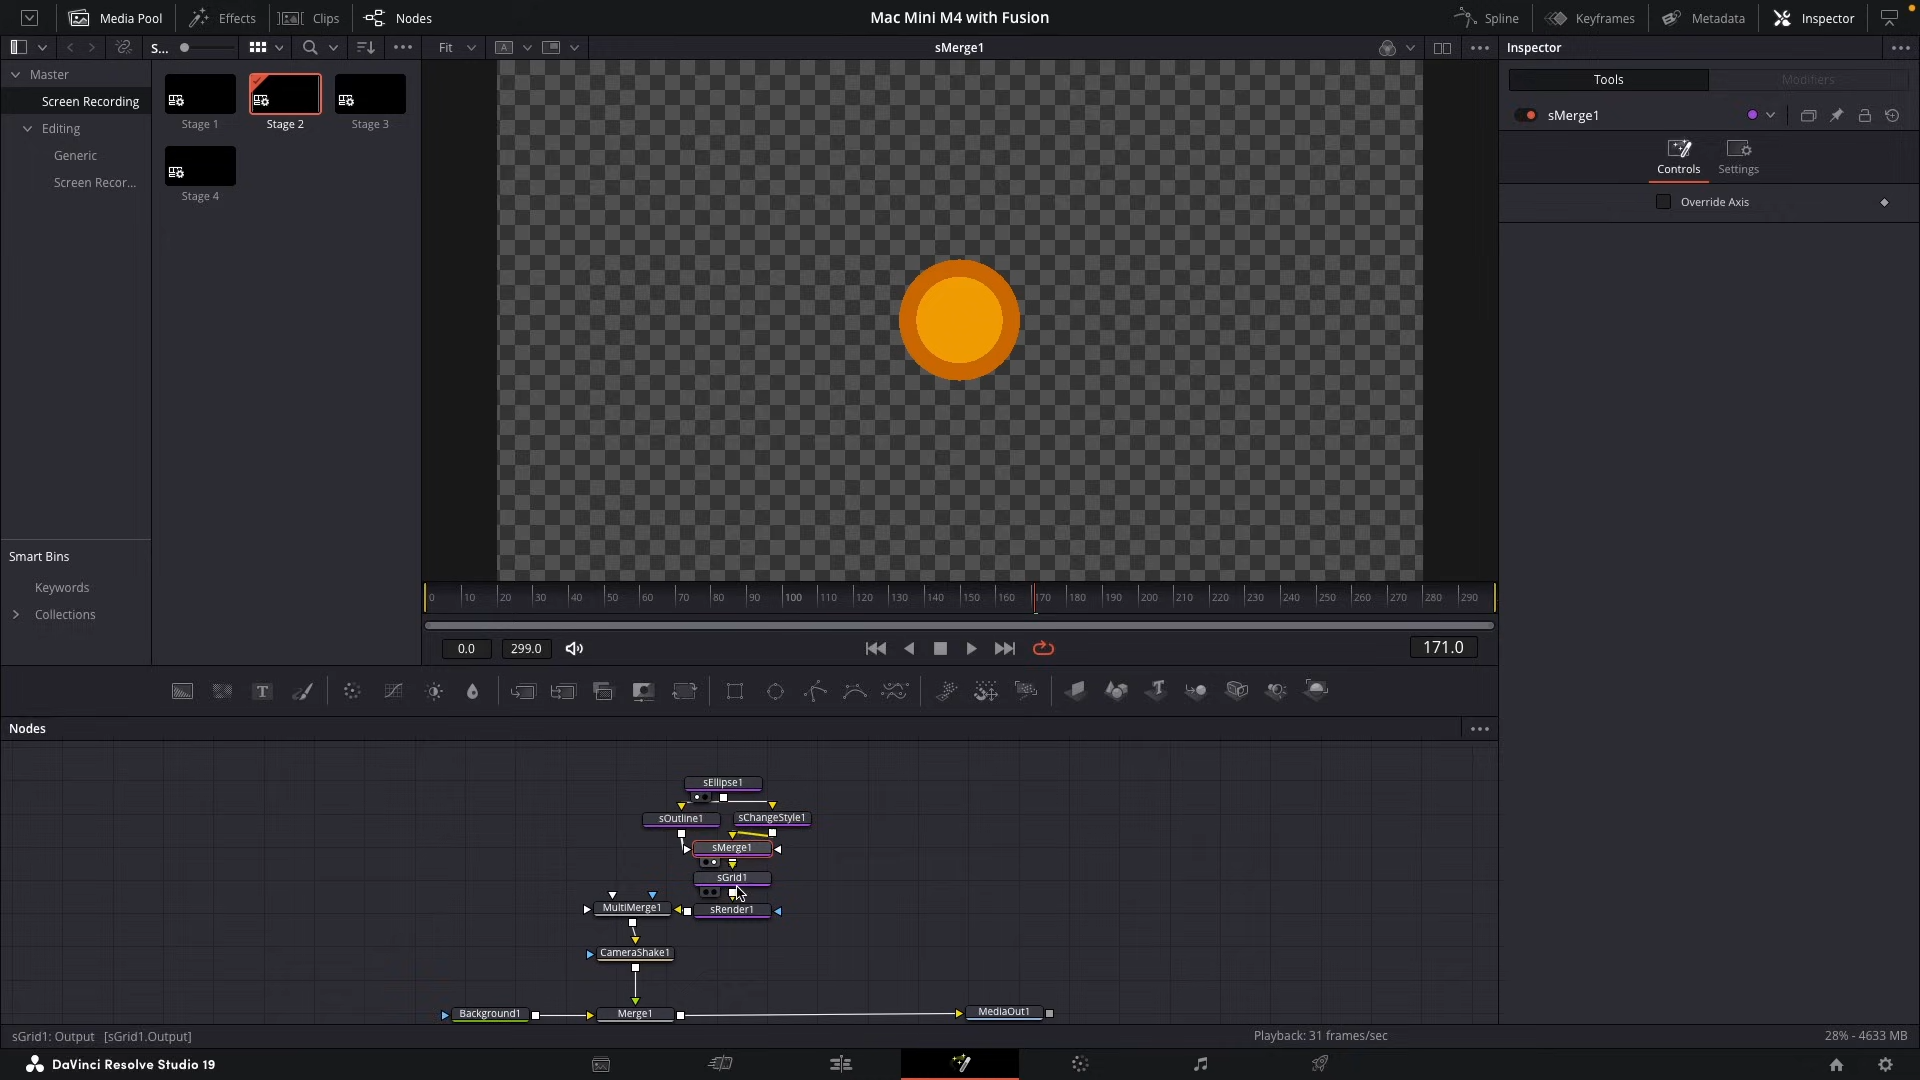 Media Pool
Effects
Clips
Nodes
Mac Mini M4 with Fusion
Spline
Keyframes
Metadata
Inspector
S...
Fit
A
sMerge1
Inspector
Master
Screen Recording
Editing
Generic
Screen Recor...
Stage 1
Stage 2
Stage 3
Stage 4
Tools
Modifiers
sMerge1
Controls
Settings
Override Axis
Smart Bins
Keywords
Collections
0 10 20 30 40 50 60 70 80 90 100 110 120 130 140 150 160 170 180 190 200 210 220 230 240 250 260 270 280 290
0.0
299.0
171.0
T
T
Nodes
sEllipse1
sOutline1
sChangeStyle1
sMerge1
sGrid1
MultiMerge1
sRender1
CameraShake1
Background1
Merge1
MediaOut1
sGrid1: Output [sGrid1.Output]
Playback: 31 frames/sec
28% - 4633 MB
DaVinci Resolve Studio 19